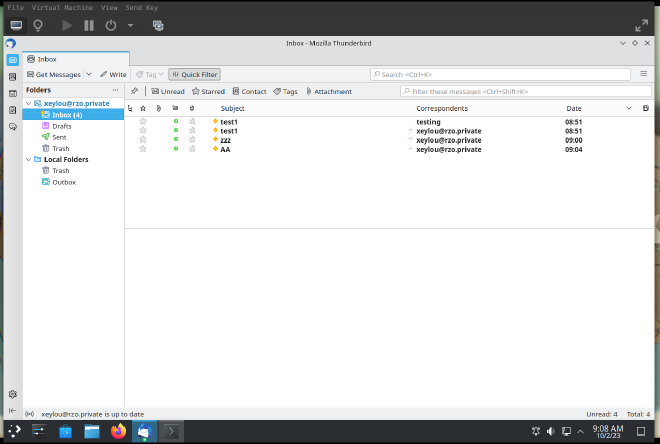 File Virtual Machine View Send Key
Inbox - Mozilla Thunderbird
Inbox
Get Messages Write Tag Quick Filter Search <Ctrl+K>
Folders ... Unread Starred Contact Tags Attachment Filter these messages <Ctrl+Shift+K>
xeylou@rzo.private Subject Correspondents Date
Inbox (4) test1 testing 08:51
Drafts test1 xeylou@rzo.private 08:51
Sent zzz xeylou@rzo.private 09:00
Trash AA xeylou@rzo.private 09:04
Local Folders
Trash
Outbox
xeylou@rzo.private is up to date Unread: 4 Total: 4
9:08 AM
10/2/23